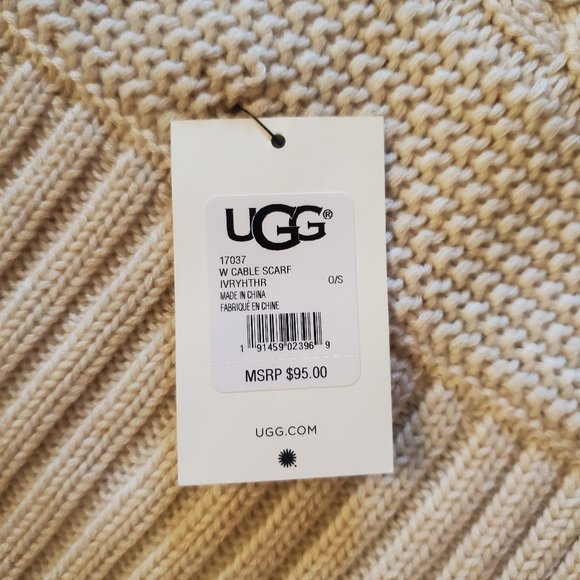 UGG®
17037
W CABLE SCARF
IVRYHTHR O/S
MADE IN CHINA
FABRIQUÉ EN CHINE
1 91459 02396 9
MSRP $95.00
UGG.COM